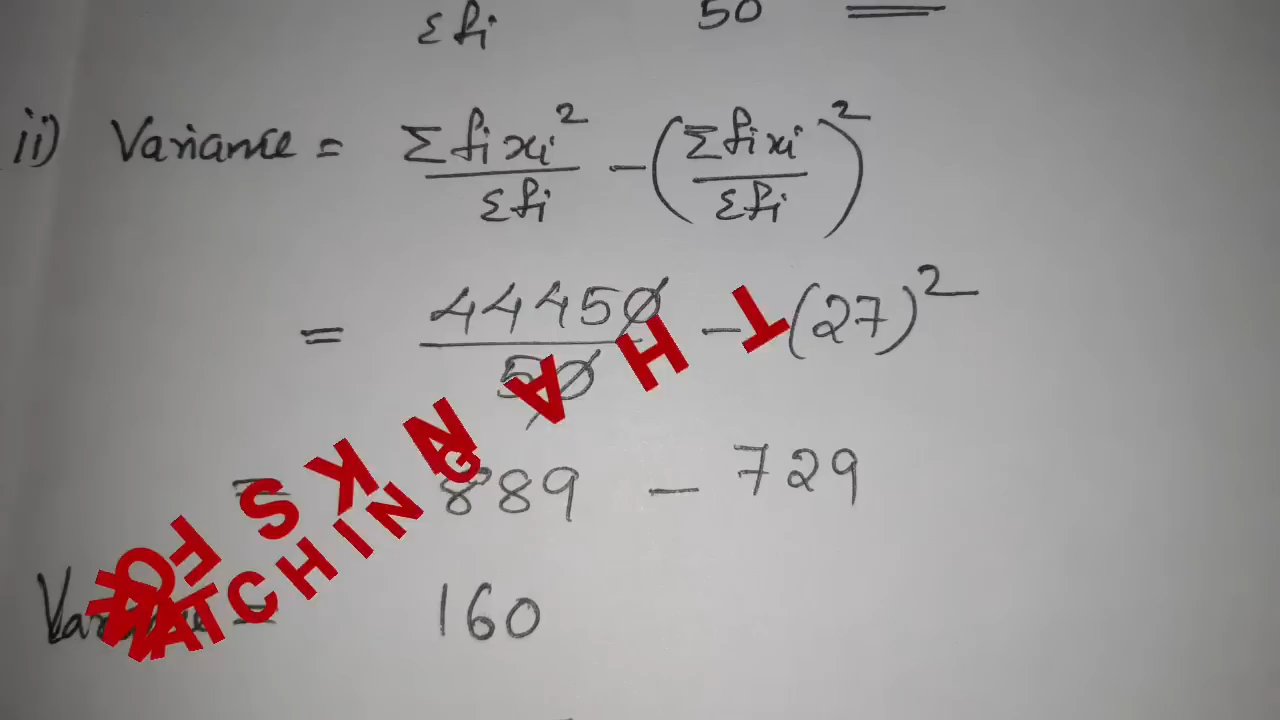 Σfi 50
ii) Variance = Σfixi² / Σfi - (Σfixi / Σfi)²
= 44450 / 50 - (27)²
= 889 - 729
Variance = 160
THANKS FOR
WATCHING